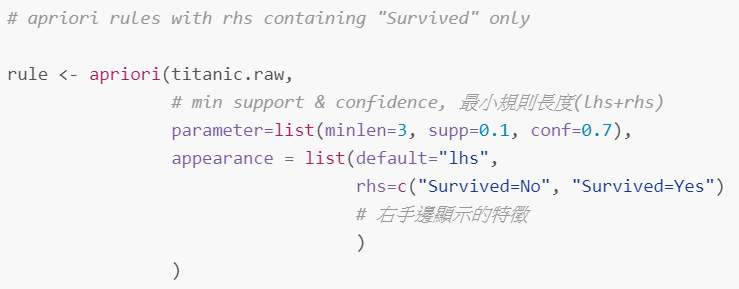 # apriori rules with rhs containing "Survived" only
rule <- apriori(titanic.raw,
# min support & confidence, 最小規則長度(lhs+rhs)
parameter=list(minlen=3, supp=0.1, conf=0.7),
appearance = list(default="lhs",
rhs=c("Survived=No", "Survived=Yes")
# 右手邊顯示的特徵
)
)